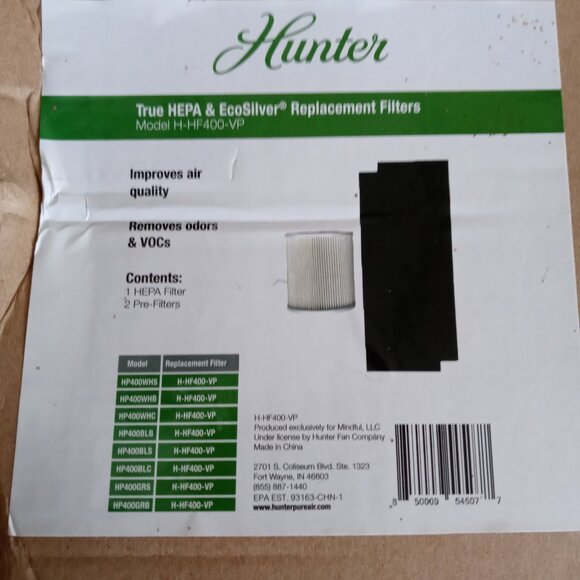 Hunter
True HEPA & EcoSilver® Replacement Filters
Model H-HF400-VP
Improves air
quality
Removes odors
& VOCs
Contents:
1 HEPA Filter
2 Pre-Filters
Model Replacement Filter
HP400WHS H-HF400-VP
HP400WHB H-HF400-VP
HP400WHC H-HF400-VP
HP400BLB H-HF400-VP
HP400BLS H-HF400-VP
HP400BLC H-HF400-VP
HP400GRS H-HF400-VP
HP400GRB H-HF400-VP
H-HF400-VP
Produced exclusively for Mindful, LLC
Under license by Hunter Fan Company
Made in China
2701 S. Coliseum Blvd. Ste. 1323
Fort Wayne, IN 46803
(855) 887-1440
EPA EST. 93163-CHN-1
www.hunterpureair.com
8 50009 54507 7